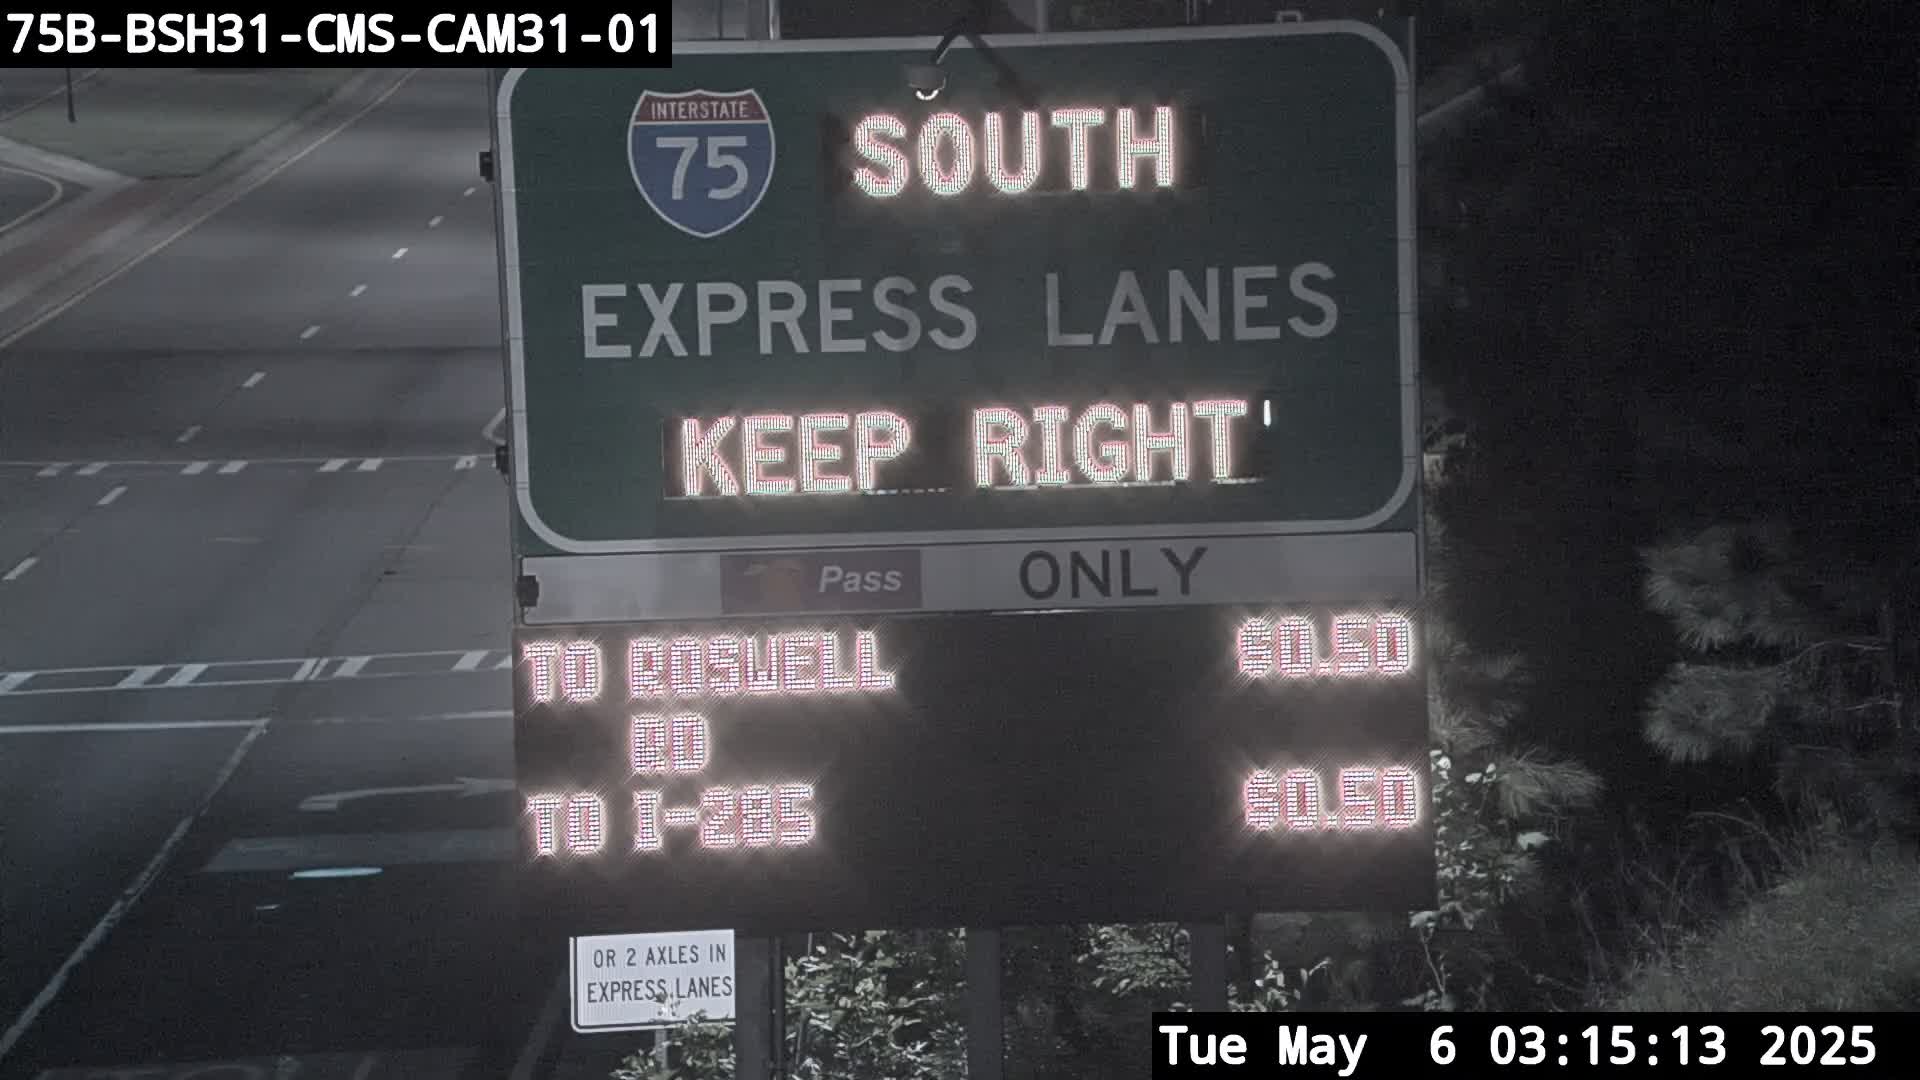 75B-BSH31-CMS-CAM31-01
INTERSTATE
75
SOUTH
EXPRESS LANES
KEEP RIGHT
Pass ONLY
TO ROSWELL $0.50
RD
TO I-285 $0.50
OR 2 AXLES IN
EXPRESS LANES
Tue May 6 03:15:13 2025